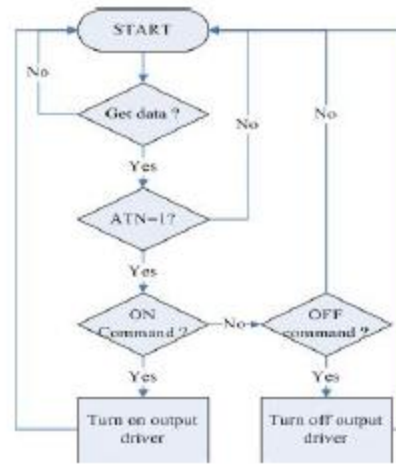 START
No
Get data ?
No
No
Yes
ATN=1?
Yes
ON
Command ?
No
OFF
command ?
Yes
Yes
Turn on output
driver
Turn off output
driver